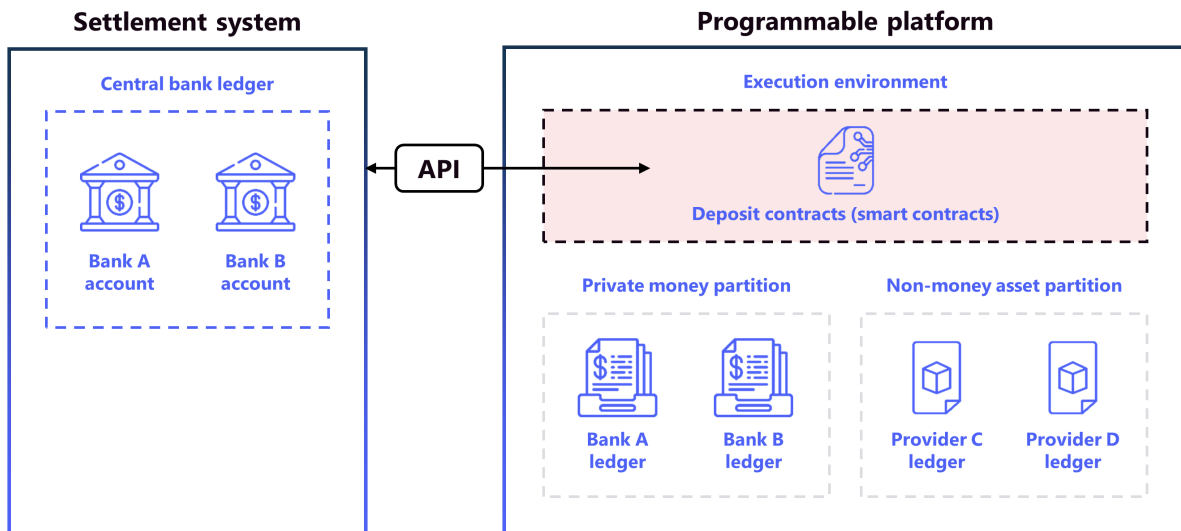 Settlement system
Programmable platform
Central bank ledger
Bank A
account
Bank B
account
API
Execution environment
Deposit contracts (smart contracts)
Private money partition
$
Bank A
ledger
$
Bank B
ledger
Non-money asset partition
Provider C
ledger
Provider D
ledger